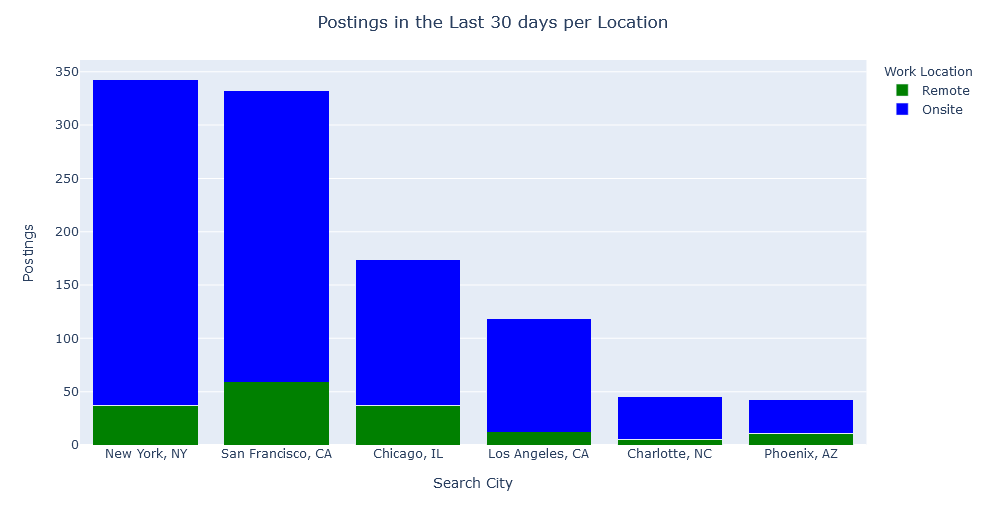 Postings in the Last 30 days per Location
Work Location
Remote
Onsite
Postings
350
300
250
200
150
100
50
0
New York, NY
San Francisco, CA
Chicago, IL
Los Angeles, CA
Charlotte, NC
Phoenix, AZ
Search City